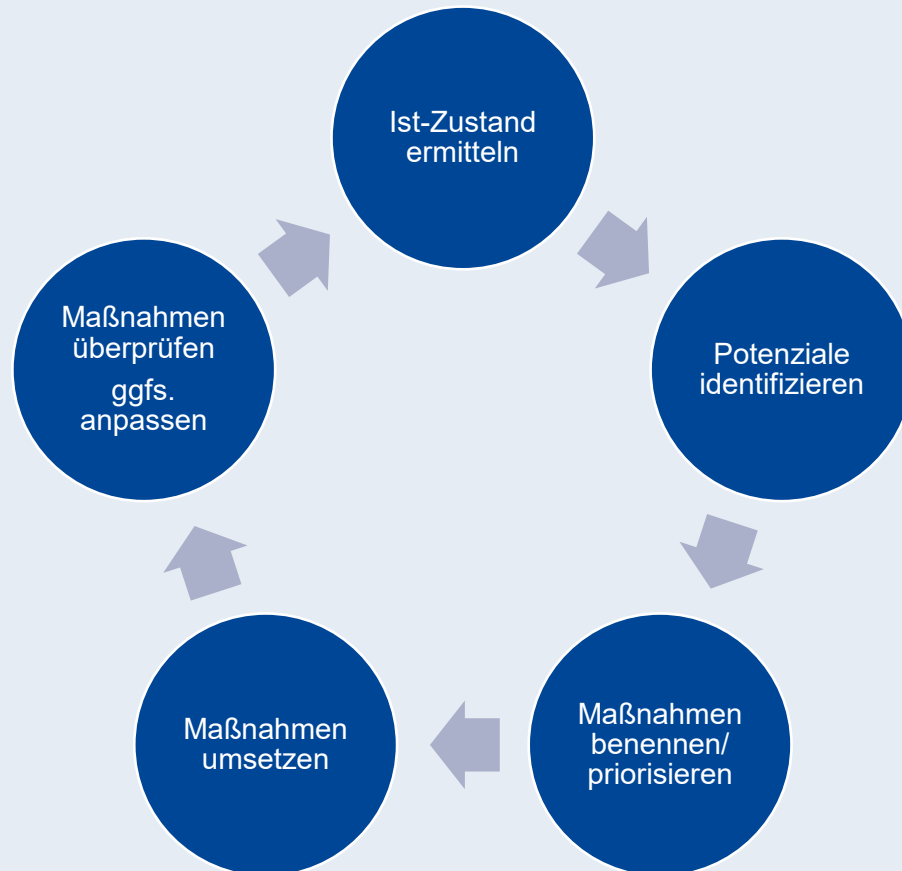 Ist-Zustand
ermitteln
Potenziale
identifizieren
Maßnahmen
benennen/
priorisieren
Maßnahmen
umsetzen
Maßnahmen
überprüfen
ggfs.
anpassen